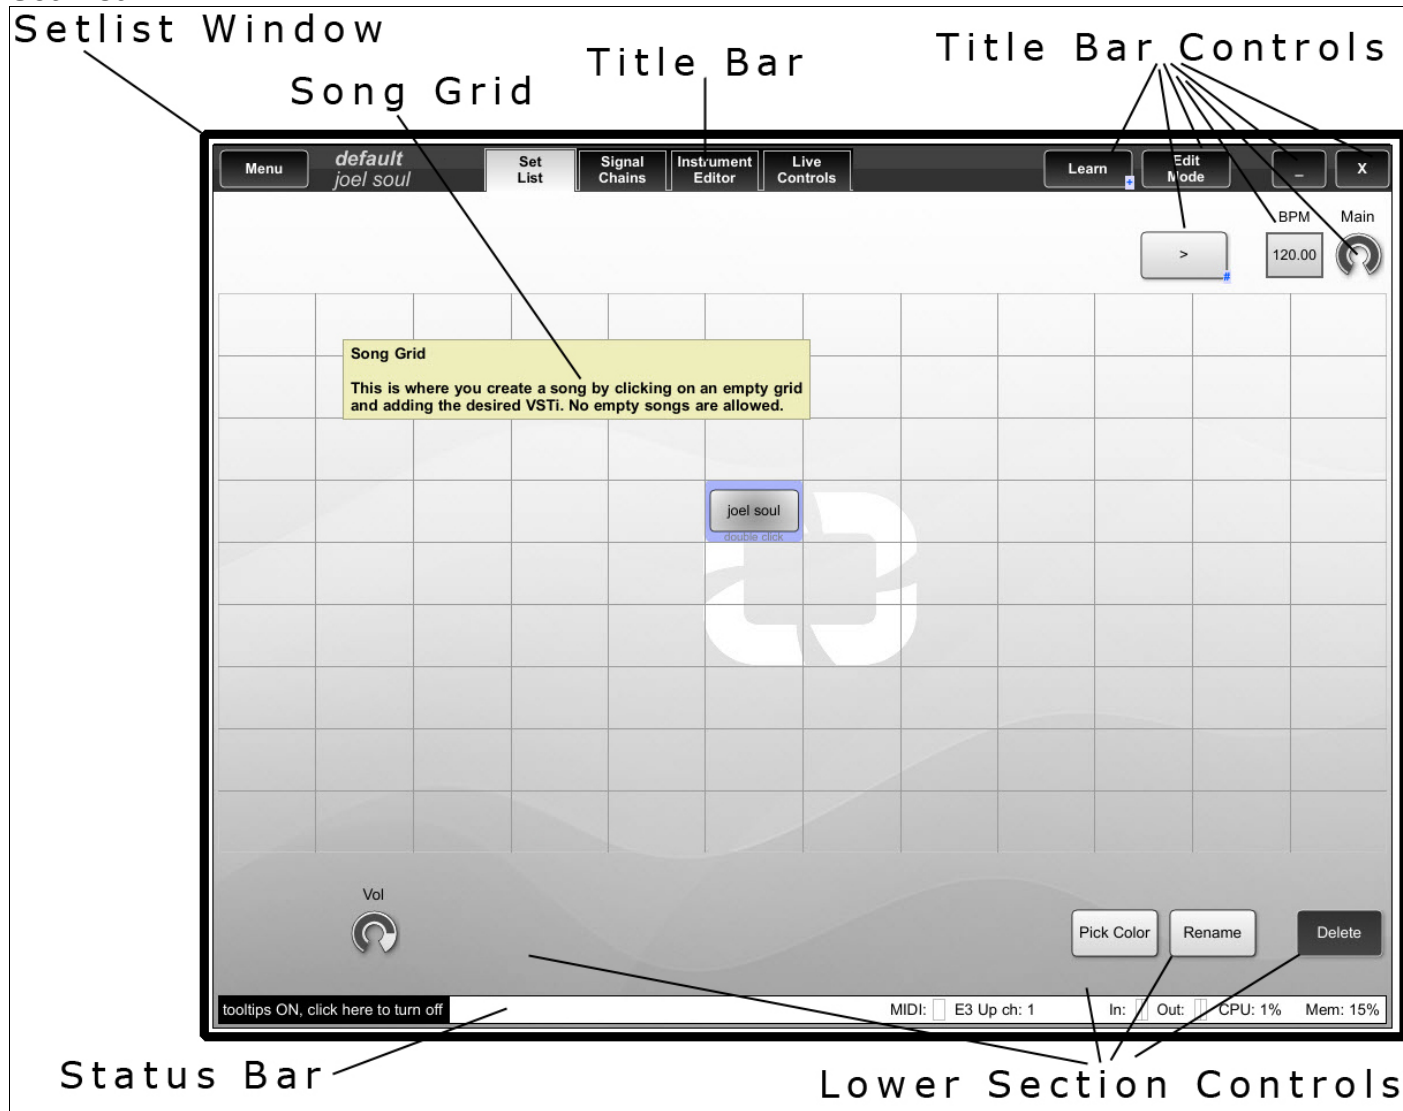 Setlist Window
Title Bar
Title Bar Controls
Song Grid
Menu
default
joel soul
Set
List
Signal
Chains
Instrument
Editor
Live
Controls
Learn
+
Edit
Mode
_
X
BPM
Main
>
#
120.00
Song Grid
This is where you create a song by clicking on an empty grid
and adding the desired VSTi. No empty songs are allowed.
joel soul
double click
Vol
Pick Color
Rename
Delete
tooltips ON, click here to turn off
MIDI:
E3 Up ch: 1
In:
Out:
CPU: 1%
Mem: 15%
Status Bar
Lower Section Controls